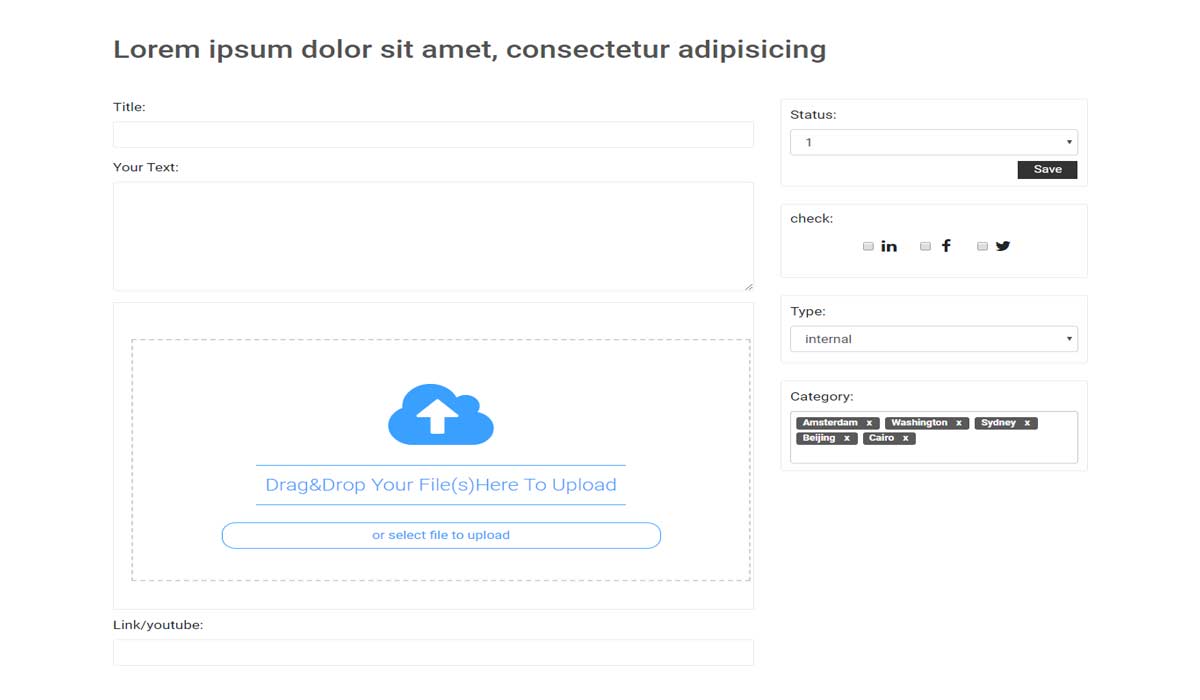 Lorem ipsum dolor sit amet, consectetur adipisicing
Title:
Your Text:
Drag&Drop Your File(s)Here To Upload
or select file to upload
Link/youtube:
Status:
1
Save
check:
in f
Type:
internal
Category:
Amsterdam x Washington x Sydney x
Beijing x Cairo x